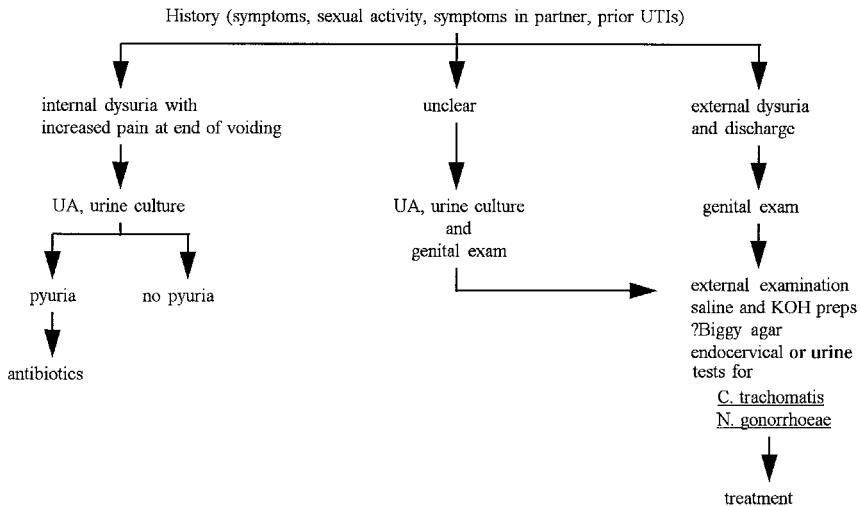 History (symptoms, sexual activity, symptoms in partner, prior UTIs)
internal dysuria with
increased pain at end of voiding
unclear
external dysuria
and discharge
UA, urine culture
UA, urine culture
and
genital exam
genital exam
pyuria
no pyuria
antibiotics
external examination
saline and KOH preps
?Biggy agar
endocervical or urine
tests for
C. trachomatis
N. gonorrhoeae
treatment